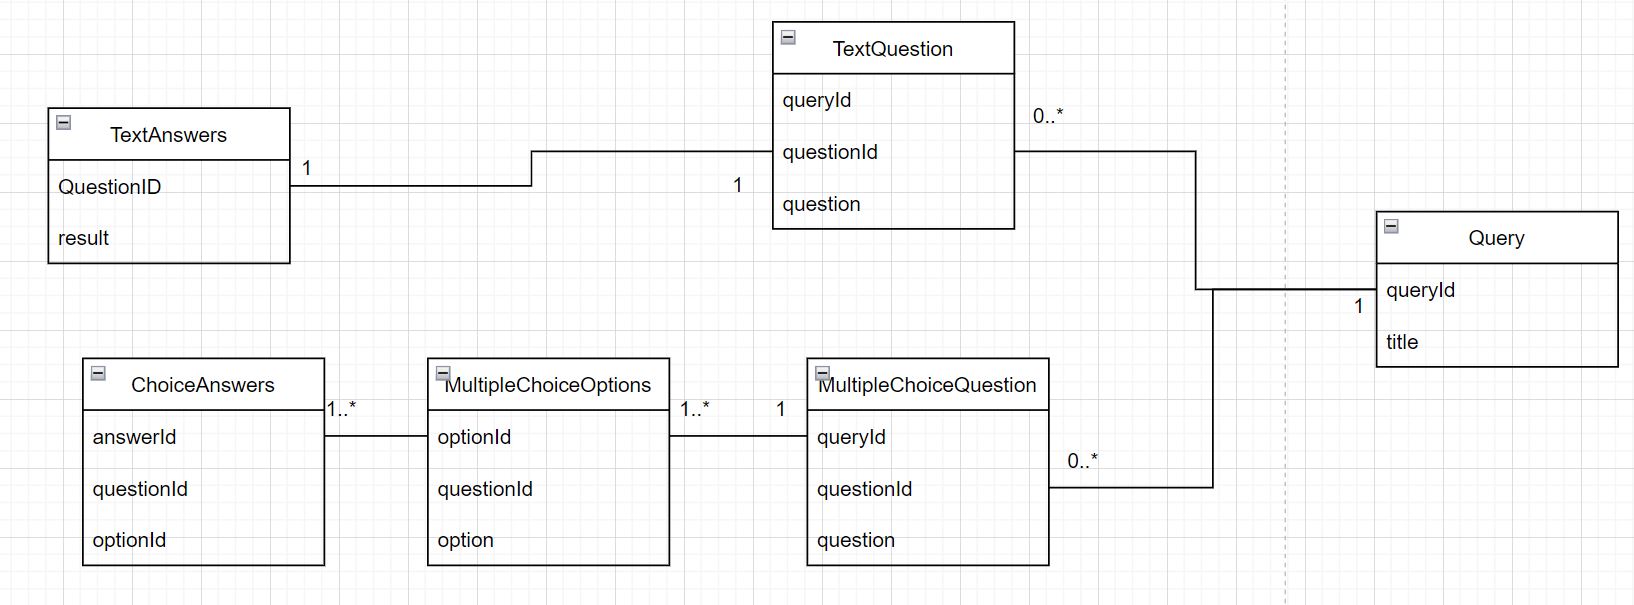 TextQuestion
queryId
questionId
question
0..*
TextAnswers
QuestionID
result
1
1
Query
queryId
title
1
ChoiceAnswers
answerId
questionId
optionId
1..*
MultipleChoiceOptions
optionId
questionId
option
1..*
1
MultipleChoiceQuestion
queryId
questionId
question
0..*